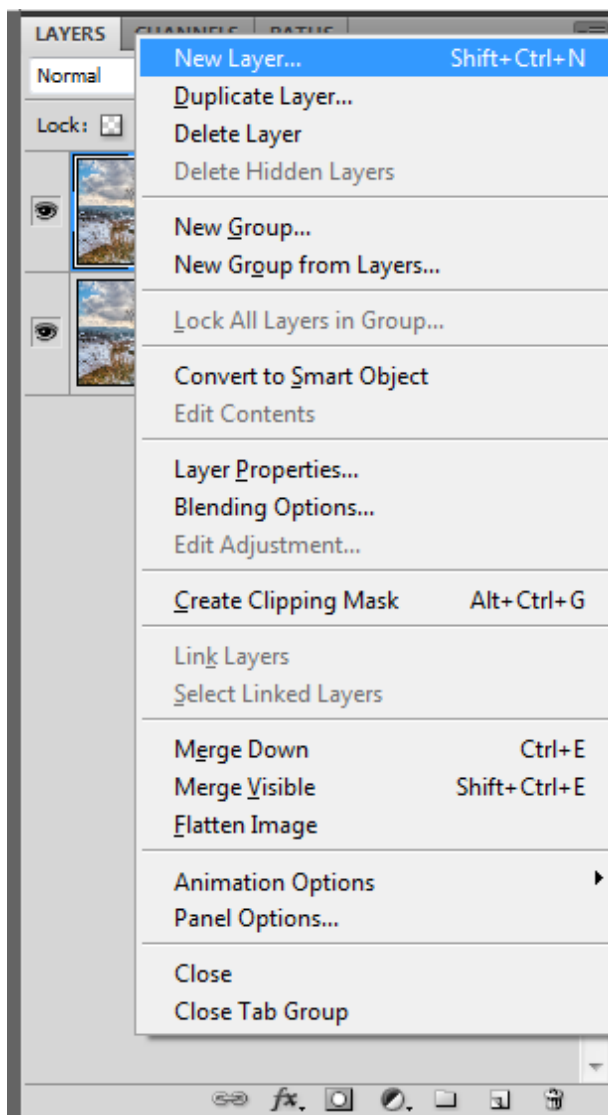 LAYERS CHANNELS PATHS
Normal
Lock:
New Layer... Shift+Ctrl+N
Duplicate Layer...
Delete Layer
Delete Hidden Layers
New Group...
New Group from Layers...
Lock All Layers in Group...
Convert to Smart Object
Edit Contents
Layer Properties...
Blending Options...
Edit Adjustment...
Create Clipping Mask Alt+Ctrl+G
Link Layers
Select Linked Layers
Merge Down Ctrl+E
Merge Visible Shift+Ctrl+E
Flatten Image
Animation Options
Panel Options...
Close
Close Tab Group
fx.